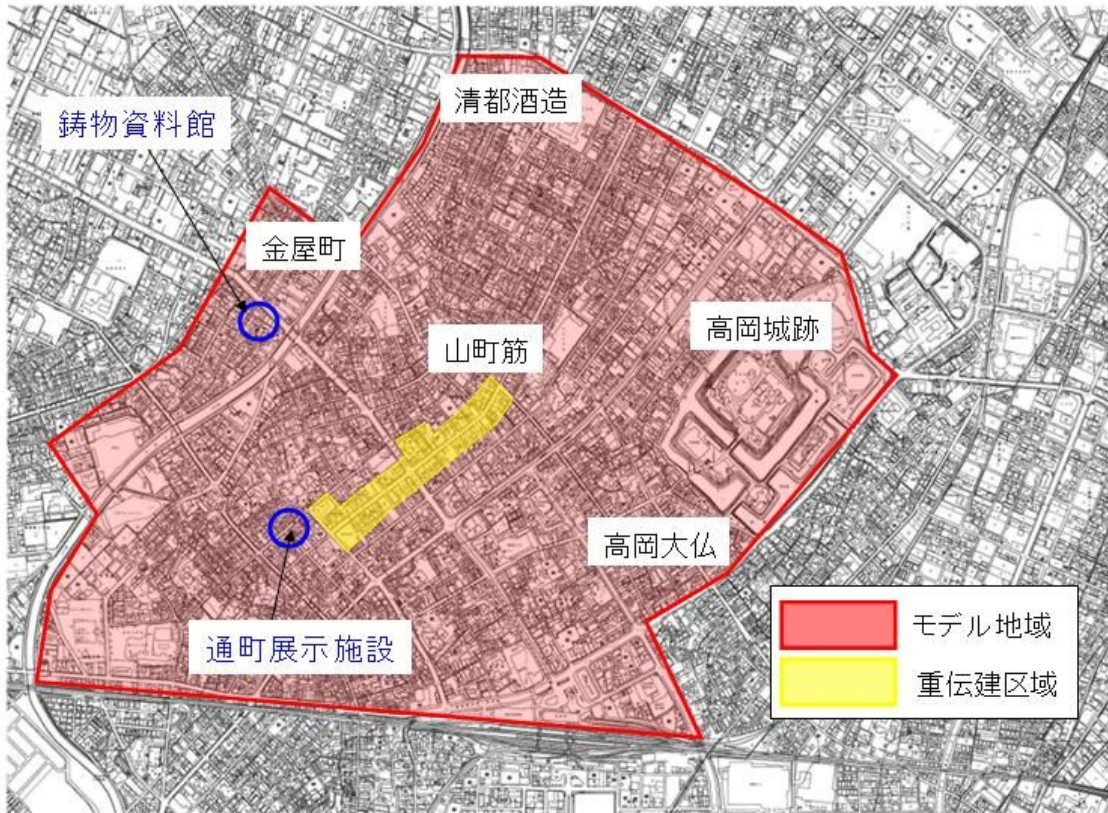 清都酒造
鋳物資料館
金屋町
高岡城跡
山町筋
高岡大仏
通町展示施設
モデル地域
重伝建区域